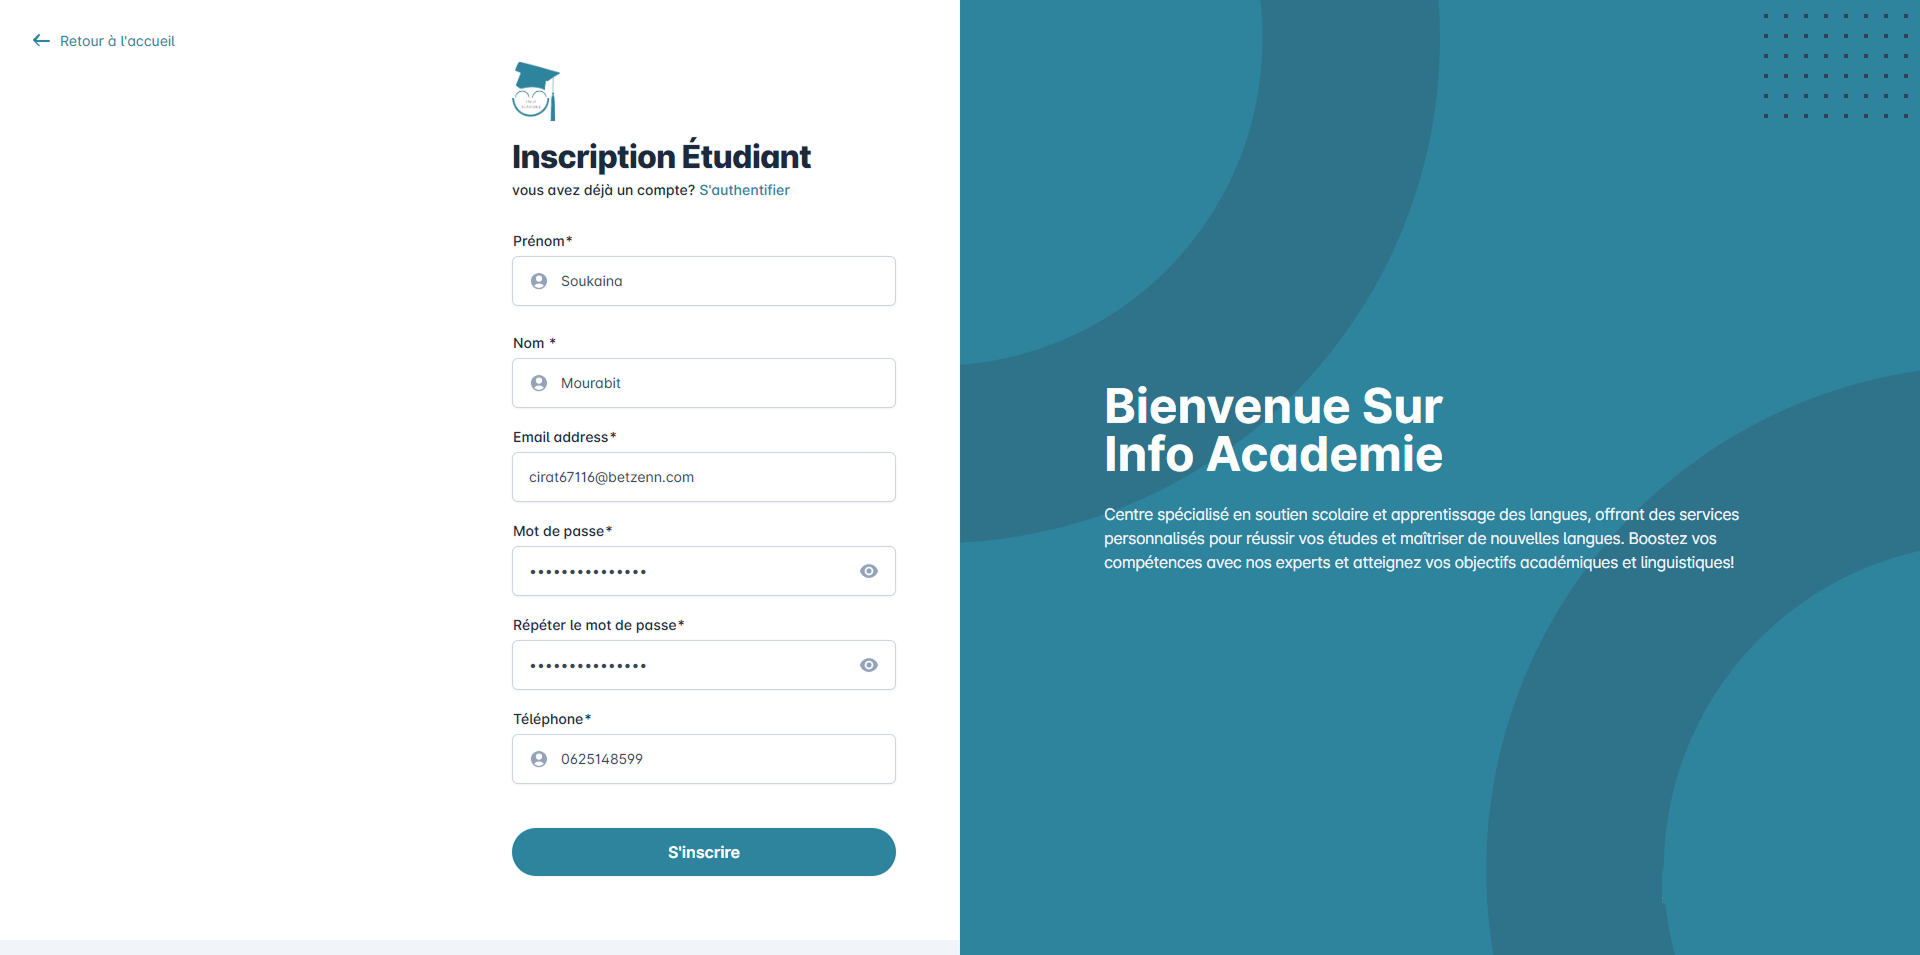 Retour à l'accueil
Inscription Étudiant
vous avez déjà un compte? S'authentifier
Prénom*
Soukaina
Nom *
Mourabit
Email address*
cirat67116@betzenn.com
Mot de passe*
•••••••••••••••
Répéter le mot de passe*
•••••••••••••••
Téléphone*
0625148599
S'inscrire
Bienvenue Sur
Info Academie
Centre spécialisé en soutien scolaire et apprentissage des langues, offrant des services
personnalisés pour réussir vos études et maîtriser de nouvelles langues. Boostez vos
compétences avec nos experts et atteignez vos objectifs académiques et linguistiques!